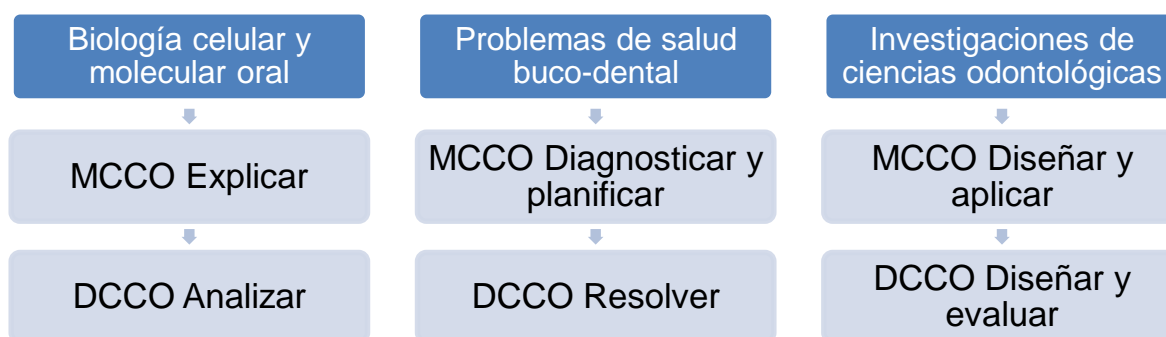 Biología celular y
molecular oral
MCCO Explicar
DCCO Analizar
Problemas de salud
buco-dental
MCCO Diagnosticar y
planificar
DCCO Resolver
Investigaciones de
ciencias odontológicas
MCCO Diseñar y
aplicar
DCCO Diseñar y
evaluar